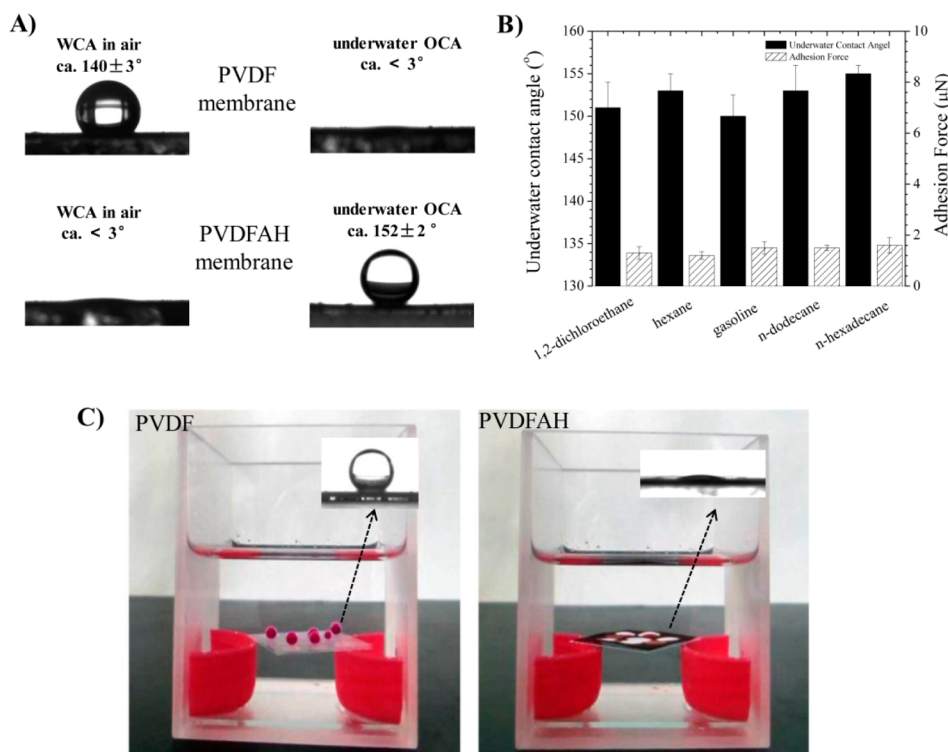 A)
WCA in air
ca. 140±3°
PVDF
membrane
underwater OCA
ca. < 3°
WCA in air
ca. < 3°
PVDFAH
membrane
underwater OCA
ca. 152±2 °
B)
160
155
150
145
140
135
130
Underwater contact angle (°)
10
8
6
4
2
0
Adhesion Force (µN)
Underwater Contact Angel
Adhesion Force
1,2-dichloroethane
hexane
gasoline
n-dodecane
n-hexadecane
C)
PVDF
PVDFAH